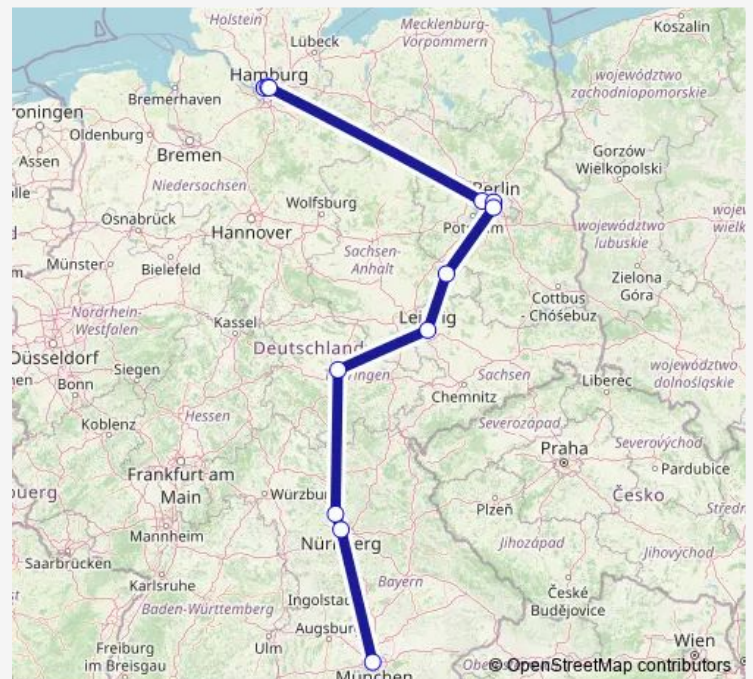 Holstein
Mecklenburg-
Vorpommern
Koszalin
Lübeck
Hamburg
województwo
zachodniopomorskie
Bremerhaven
roningen
Oldenburg
Assen
Bremen
Gorzów
Wielkopolski
Niedersachsen
Berlin
Wolfsburg
Osnabrück
Hannover
województwo
lubuskie
Münster
Bielefeld
Sachsen-
Anhalt
Zielona
Góra
Cottbus
- Chóśebuz
Nordrhein-
Westfalen
Kassel
Düsseldorf
Deutschland
Siegen
Bonn
Sachsen
Chemnitz
Liberec
województwo
dolnośląskie
Hessen
Koblenz
Severozápad
Severovýchod
Praha
Pardubice
Frankfurt am
Main
Česko
Plzeň
Mannheim
Jihozápad
Jihovýchod
Saarbrücken
Karlsruhe
Bayern
České
Budějovice
Baden-Württemberg
Ulm
Wien
Freiburg
im Breisgau
München
© OpenStreetMap contributors